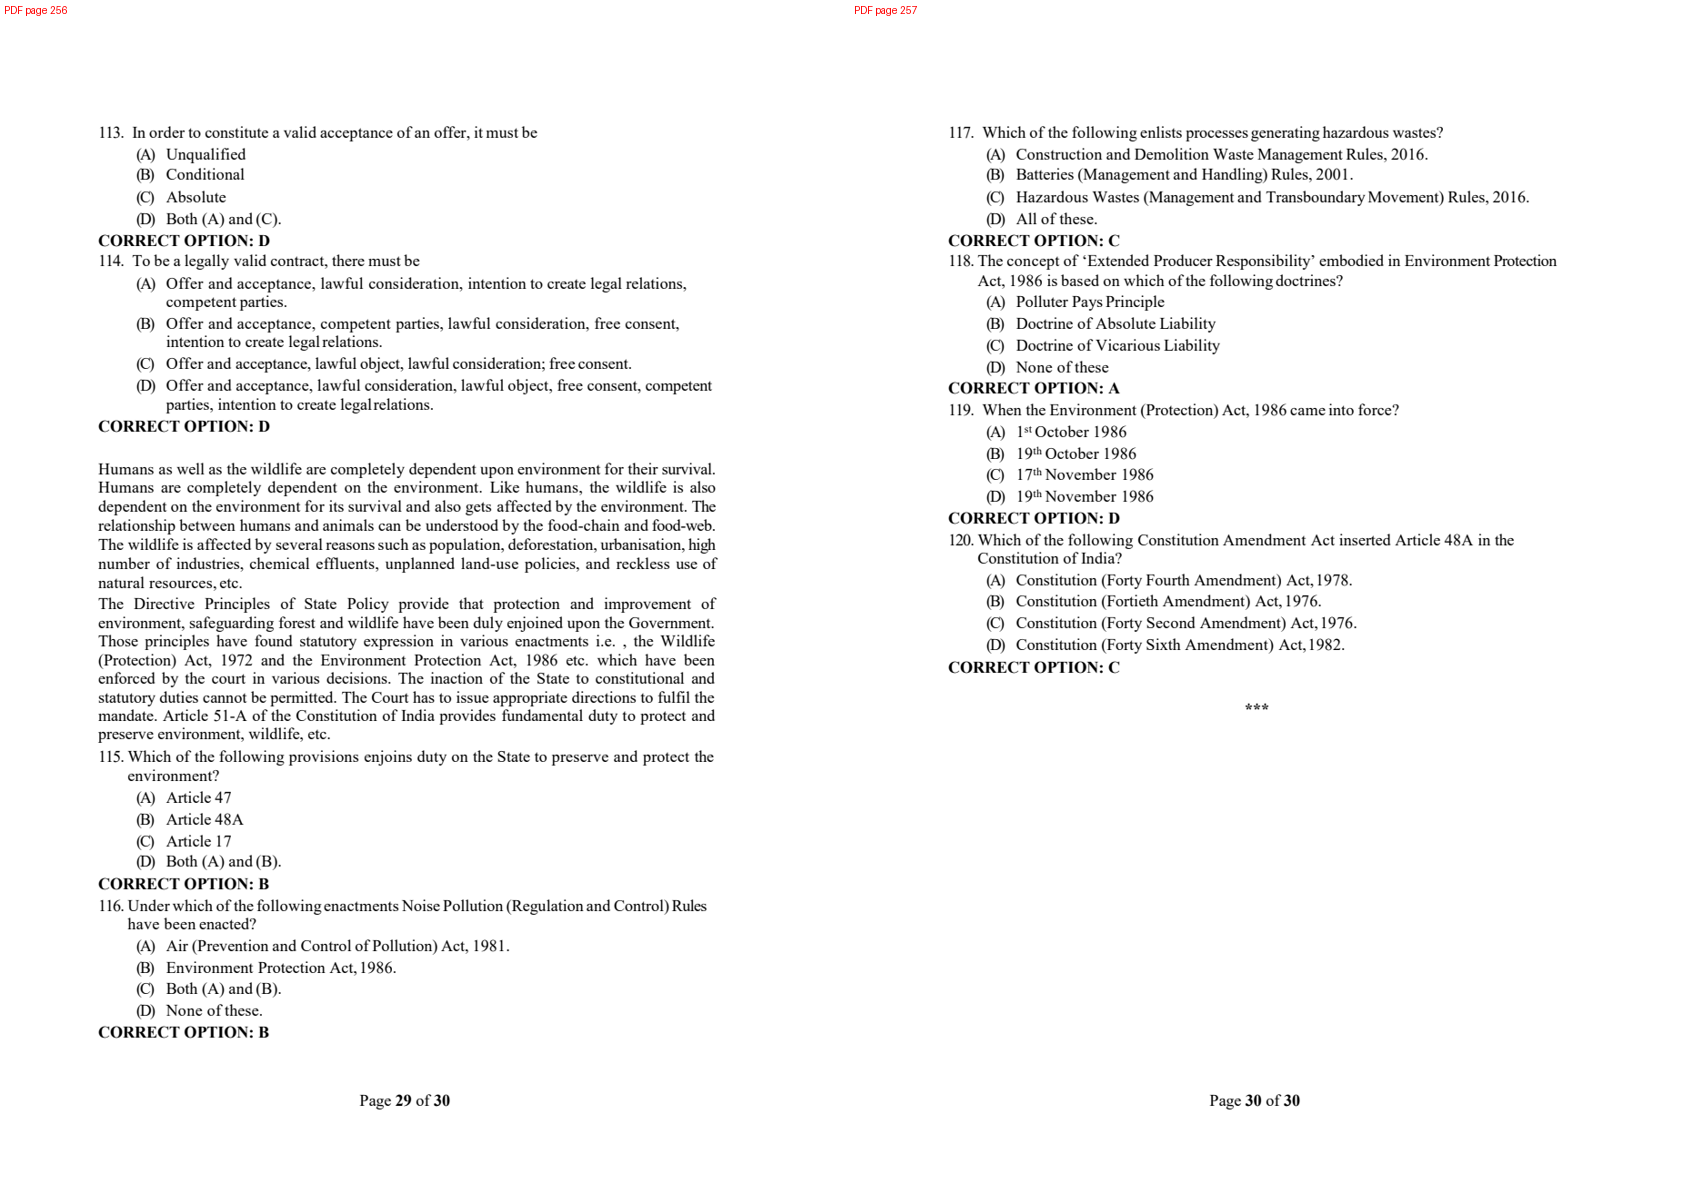 PDF page 256
113. In order to constitute a valid acceptance of an offer, it must be
(A) Unqualified
(B) Conditional
(C) Absolute
(D) Both (A) and (C).
CORRECT OPTION: D
114. To be a legally valid contract, there must be
(A) Offer and acceptance, lawful consideration, intention to create legal relations,
competent parties.
(B) Offer and acceptance, competent parties, lawful consideration, free consent,
intention to create legal relations.
(C) Offer and acceptance, lawful object, lawful consideration; free consent.
(D) Offer and acceptance, lawful consideration, lawful object, free consent, competent
parties, intention to create legal relations.
CORRECT OPTION: D
Humans as well as the wildlife are completely dependent upon environment for their survival.
Humans are completely dependent on the environment. Like humans, the wildlife is also
dependent on the environment for its survival and also gets affected by the environment. The
relationship between humans and animals can be understood by the food-chain and food-web.
The wildlife is affected by several reasons such as population, deforestation, urbanisation, high
number of industries, chemical effluents, unplanned land-use policies, and reckless use of
natural resources, etc.
The Directive Principles of State Policy provide that protection and improvement of
environment, safeguarding forest and wildlife have been duly enjoined upon the Government.
Those principles have found statutory expression in various enactments i.e. , the Wildlife
(Protection) Act, 1972 and the Environment Protection Act, 1986 etc. which have been
enforced by the court in various decisions. The inaction of the State to constitutional and
statutory duties cannot be permitted. The Court has to issue appropriate directions to fulfil the
mandate. Article 51-A of the Constitution of India provides fundamental duty to protect and
preserve environment, wildlife, etc.
115. Which of the following provisions enjoins duty on the State to preserve and protect the
environment?
(A) Article 47
(B) Article 48A
(C) Article 17
(D) Both (A) and (B).
CORRECT OPTION: B
116. Under which of the following enactments Noise Pollution (Regulation and Control) Rules
have been enacted?
(A) Air (Prevention and Control of Pollution) Act, 1981.
(B) Environment Protection Act, 1986.
(C) Both (A) and (B).
(D) None of these.
CORRECT OPTION: B
Page 29 of 30
PDF page 257
117. Which of the following enlists processes generating hazardous wastes?
(A) Construction and Demolition Waste Management Rules, 2016.
(B) Batteries (Management and Handling) Rules, 2001.
(C) Hazardous Wastes (Management and Transboundary Movement) Rules, 2016.
(D) All of these.
CORRECT OPTION: C
118. The concept of ‘Extended Producer Responsibility’ embodied in Environment Protection
Act, 1986 is based on which of the following doctrines?
(A) Polluter Pays Principle
(B) Doctrine of Absolute Liability
(C) Doctrine of Vicarious Liability
(D) None of these
CORRECT OPTION: A
119. When the Environment (Protection) Act, 1986 came into force?
(A) 1st October 1986
(B) 19th October 1986
(C) 17th November 1986
(D) 19th November 1986
CORRECT OPTION: D
120. Which of the following Constitution Amendment Act inserted Article 48A in the
Constitution of India?
(A) Constitution (Forty Fourth Amendment) Act, 1978.
(B) Constitution (Fortieth Amendment) Act, 1976.
(C) Constitution (Forty Second Amendment) Act, 1976.
(D) Constitution (Forty Sixth Amendment) Act, 1982.
CORRECT OPTION: C
***
Page 30 of 30